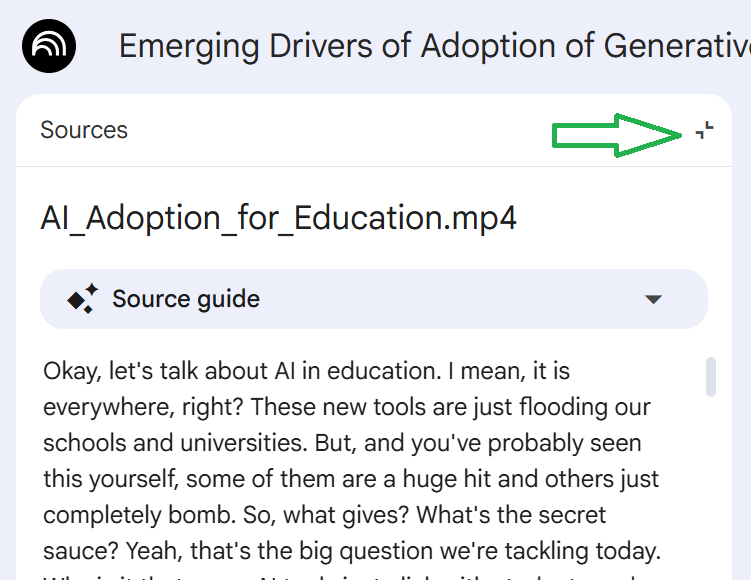 Emerging Drivers of Adoption of Generative
Sources
AI_Adoption_for_Education.mp4
Source guide
Okay, let's talk about AI in education. I mean, it is
everywhere, right? These new tools are just flooding our
schools and universities. But, and you've probably seen
this yourself, some of them are a huge hit and others just
completely bomb. So, what gives? What's the secret
sauce? Yeah, that's the big question we're tackling today.